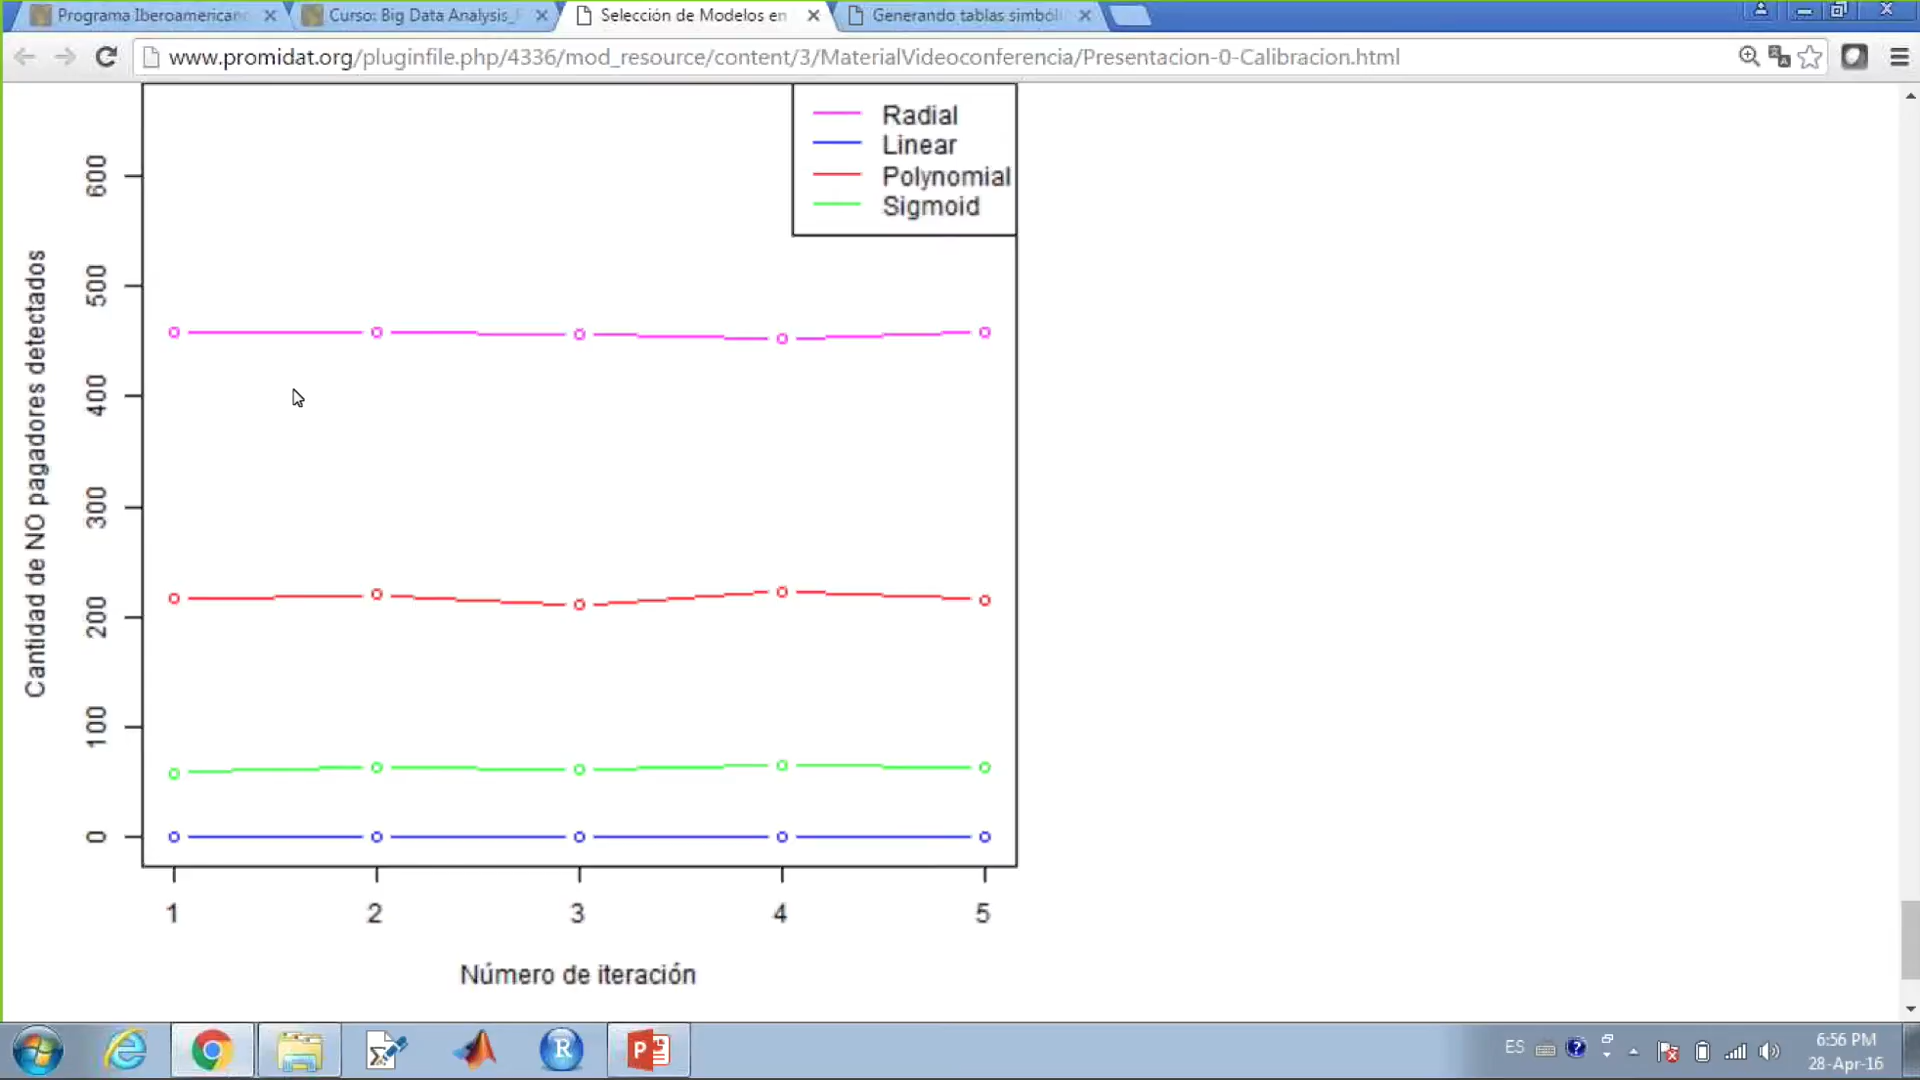 Programa Iberoamericano
Curso: Big Data Analysis_
Selección de Modelos en
Generando tablas simbóli
www.promidat.org/pluginfile.php/4336/mod_resource/content/3/MaterialVideoconferencia/Presentacion-0-Calibracion.html
Radial
Linear
Polynomial
Sigmoid
Cantidad de NO pagadores detectados
600
500
400
300
200
100
0
1 2 3 4 5
Número de iteración
ES
6:56 PM
28-Apr-16